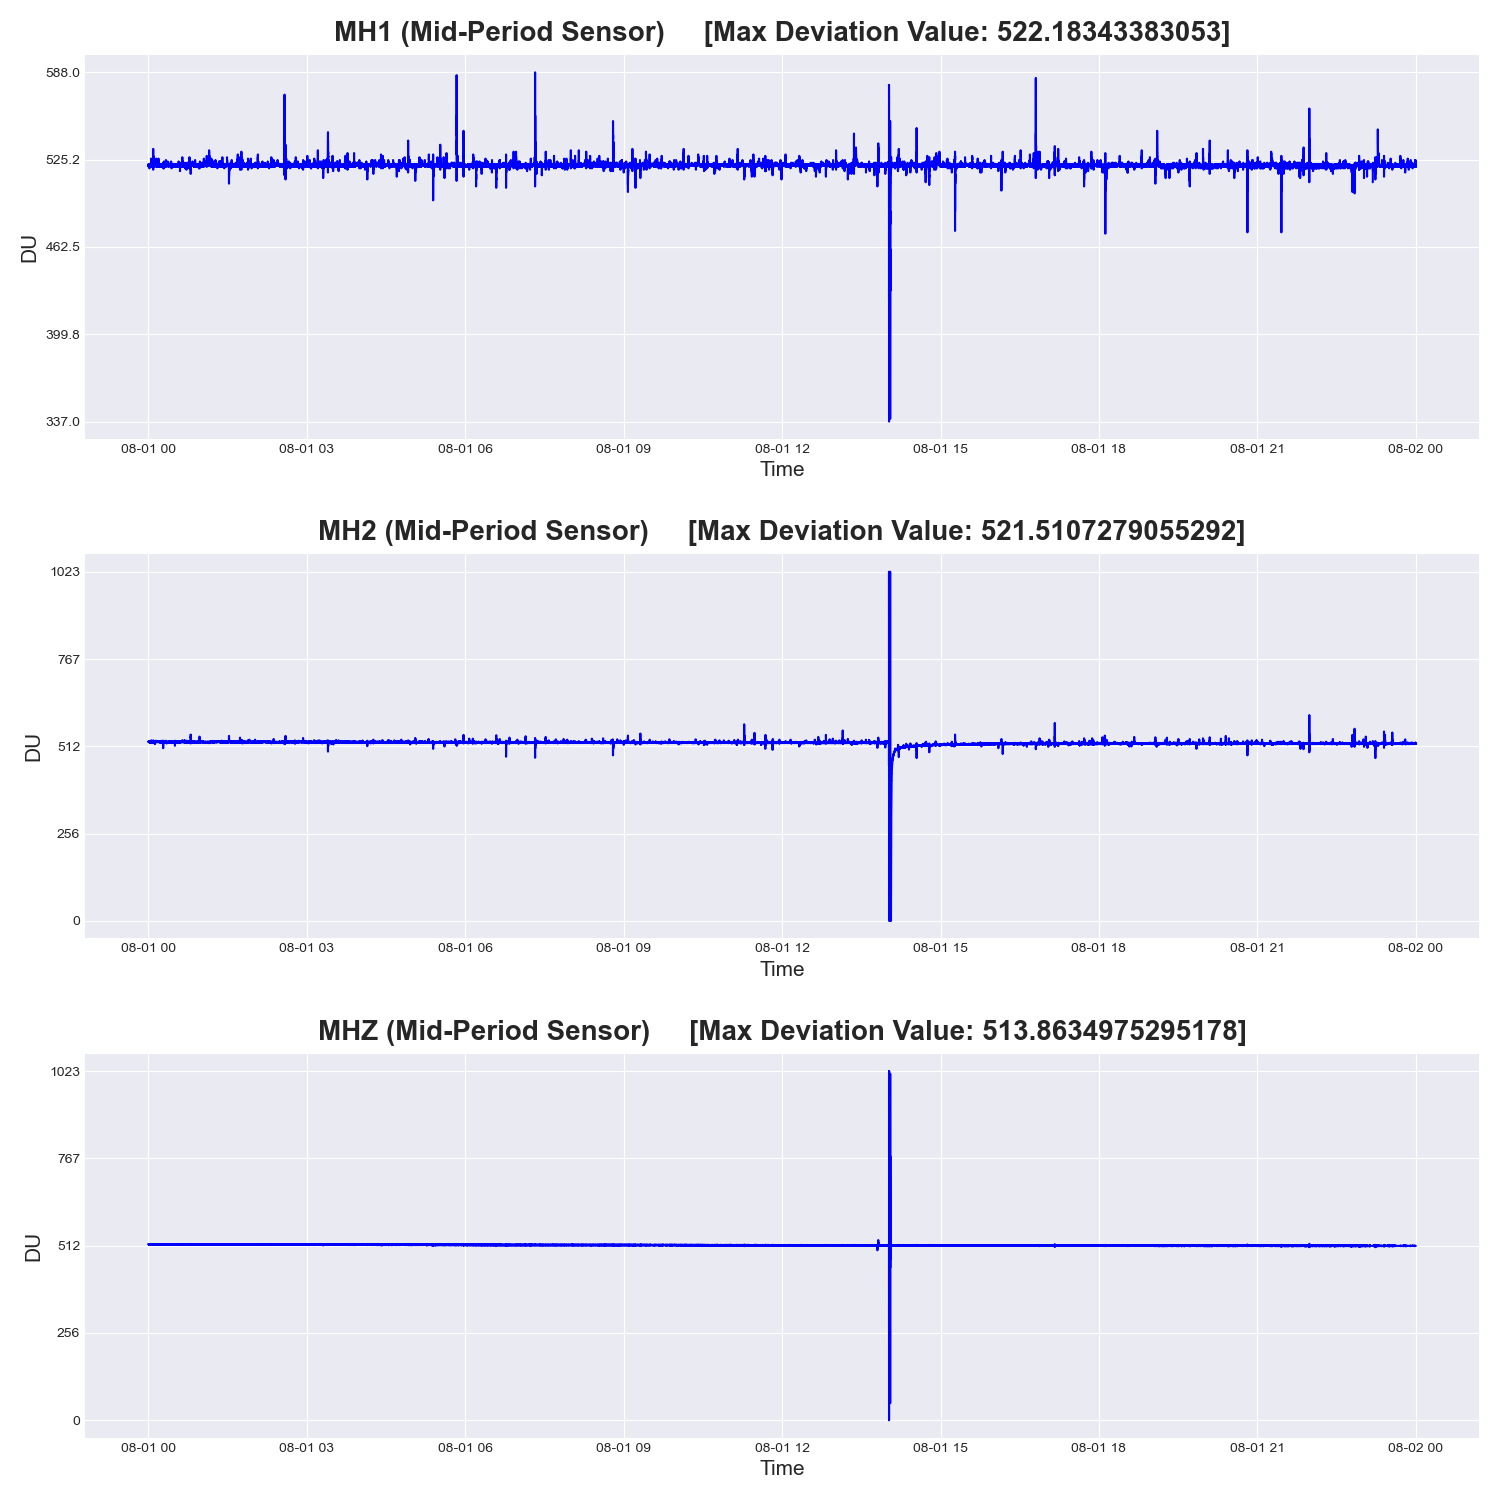 MH1 (Mid-Period Sensor) [Max Deviation Value: 522.18343383053]
588.0
525.2
462.5
399.8
337.0
DU
08-01 00 08-01 03 08-01 06 08-01 09 08-01 12 08-01 15 08-01 18 08-01 21 08-02 00
Time
MH2 (Mid-Period Sensor) [Max Deviation Value: 521.5107279055292]
1023
767
512
256
0
DU
08-01 00 08-01 03 08-01 06 08-01 09 08-01 12 08-01 15 08-01 18 08-01 21 08-02 00
Time
MHZ (Mid-Period Sensor) [Max Deviation Value: 513.8634975295178]
1023
767
512
256
0
DU
08-01 00 08-01 03 08-01 06 08-01 09 08-01 12 08-01 15 08-01 18 08-01 21 08-02 00
Time